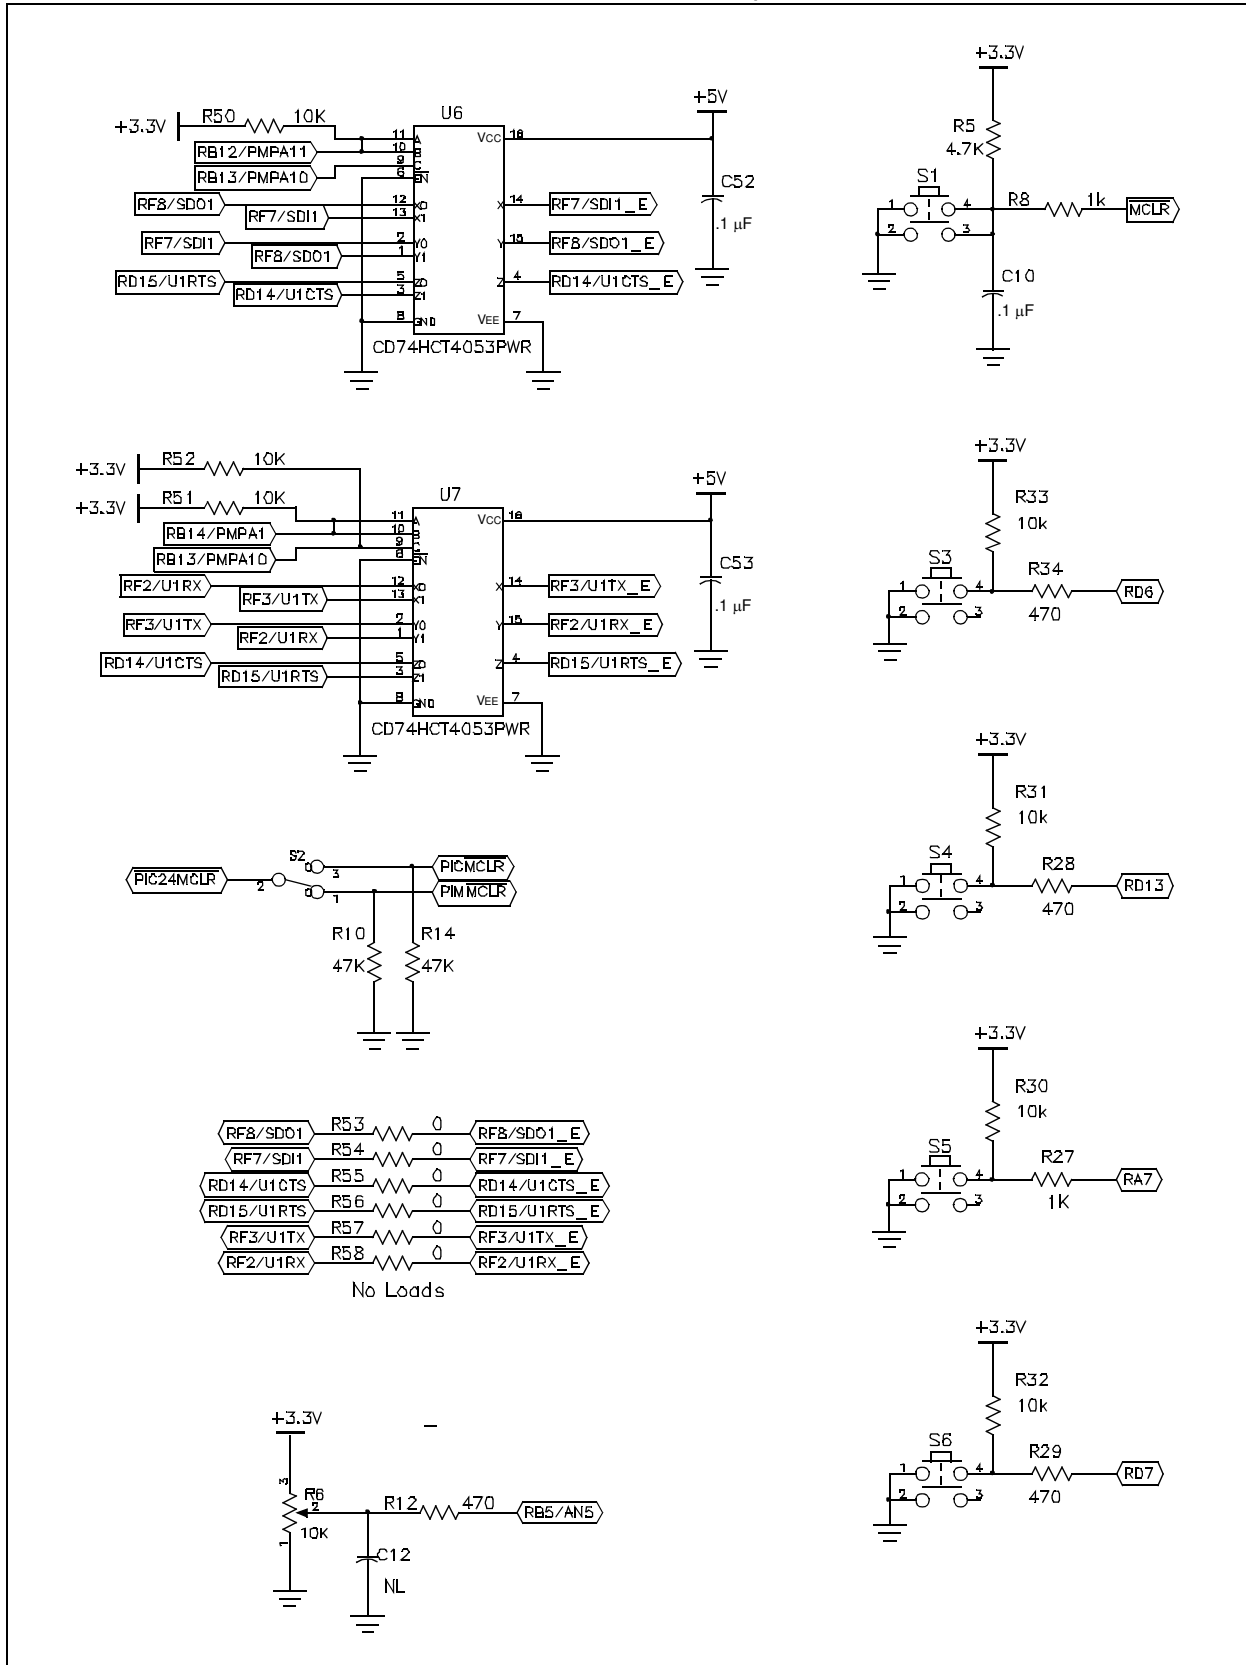 +3.3V
R50
10K
RB12/PMPA11
RB13/PMPA10
RF8/SDO1
RF7/SDI1
RF7/SDI1
RF8/SDO1
RD15/U1RTS
RD14/U1CTS
U6
11 A
10 B
9 C
6 EN
12 X0
13 X1
2 Y0
1 Y1
5 Z0
3 Z1
8 GND
VCC 16
X 14
Y 15
Z 4
VEE 7
CD74HCT4053PWR
RF7/SDI1_E
RF8/SDO1_E
RD14/U1CTS_E
+5V
C52
.1 µF
+3.3V
R5
4.7K
S1
1 4
2 3
R8 1k
MCLR
C10
.1 µF
+3.3V
R52
10K
+3.3V
R51
10K
RB14/PMPA1
RB13/PMPA10
RF2/U1RX
RF3/U1TX
RF3/U1TX
RF2/U1RX
RD14/U1CTS
RD15/U1RTS
U7
11 A
10 B
9 C
6 EN
12 X0
13 X1
2 Y0
1 Y1
5 Z0
3 Z1
8 GND
VCC 16
X 14
Y 15
Z 4
VEE 7
CD74HCT4053PWR
RF3/U1TX_E
RF2/U1RX_E
RD15/U1RTS_E
+5V
C53
.1 µF
+3.3V
R33
10k
S3
1 4
2 3
R34
470
RD6
+3.3V
R31
10k
S4
1 4
2 3
R28
470
RD13
PIC24MCLR
S2
2
3
1
PICMCLR
PIMMCLR
R10
47K
R14
47K
+3.3V
R30
10k
S5
1 4
2 3
R27
1K
RA7
RF8/SDO1 R53 0 RF8/SDO1_E
RF7/SDI1 R54 0 RF7/SDI1_E
RD14/U1CTS R55 0 RD14/U1CTS_E
RD15/U1RTS R56 0 RD15/U1RTS_E
RF3/U1TX R57 0 RF3/U1TX_E
RF2/U1RX R58 0 RF2/U1RX_E
No Loads
+3.3V
R32
10k
S6
1 4
2 3
R29
470
RD7
+3.3V
3
R6
2
10K
1
R12 470
RB5/AN5
C12
NL